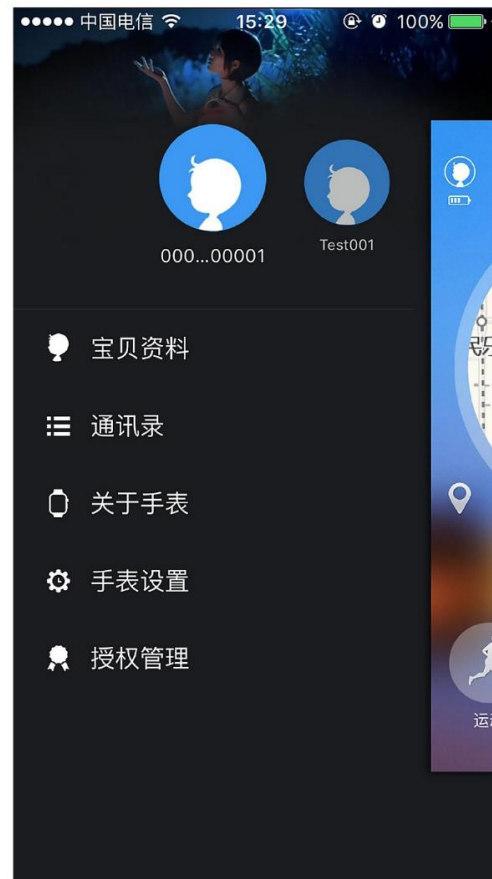 中国电信 15:29 100%
000...00001
Test001
宝贝资料
通讯录
关于手表
手表设置
授权管理
运